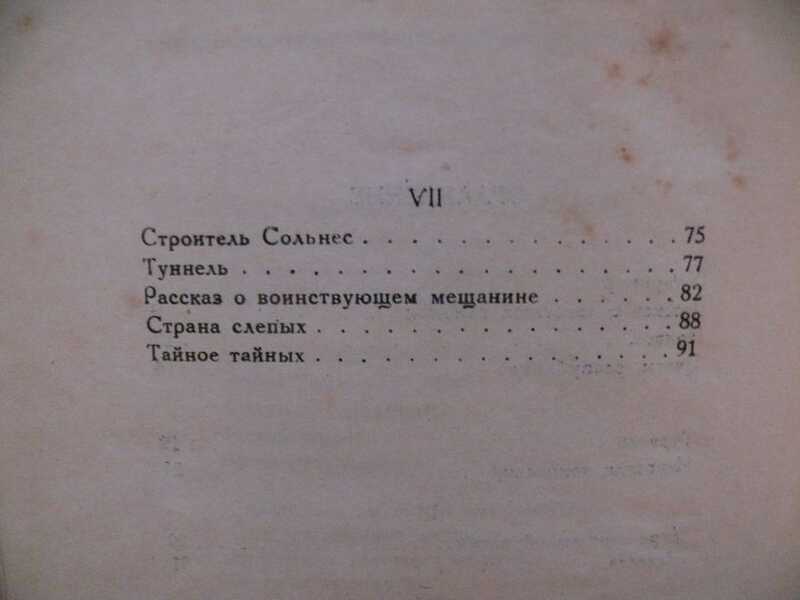 VII
Строитель Сольнес . . . . . . . . . . . . . . . 75
Туннель . . . . . . . . . . . . . . . . . . . 77
Рассказ о воинствующем мещанине . . . . . . 82
Страна слепых . . . . . . . . . . . . . . . . 88
Тайное тайных . . . . . . . . . . . . . . . . 91